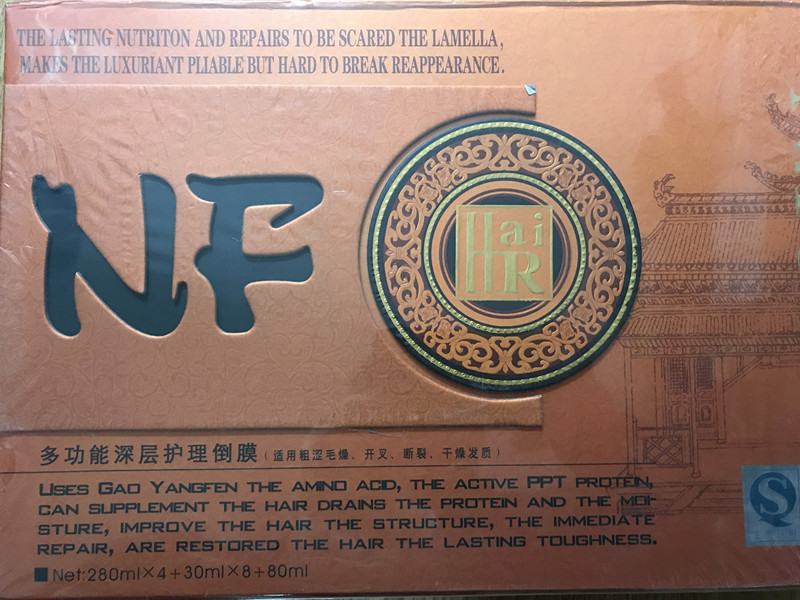 THE LASTING NUTRITON AND REPAIRS TO BE SCARED THE LAMELLA,
MAKES THE LUXURIANT PLIABLE BUT HARD TO BREAK REAPPEARANCE.
NF
Hai
R
多功能深层护理倒膜(适用粗涩毛燥、开叉、断裂、干燥发质)
USES GAO YANGFEN THE AMINO ACID, THE ACTIVE PPT PROTEIN,
CAN SUPPLEMENT THE HAIR DRAINS THE PROTEIN AND THE MOI-
STURE, IMPROVE THE HAIR THE STRUCTURE, THE IMMEDIATE
REPAIR, ARE RESTORED THE HAIR THE LASTING TOUGHNESS.
■Net:280ml×4+30ml×8+80ml